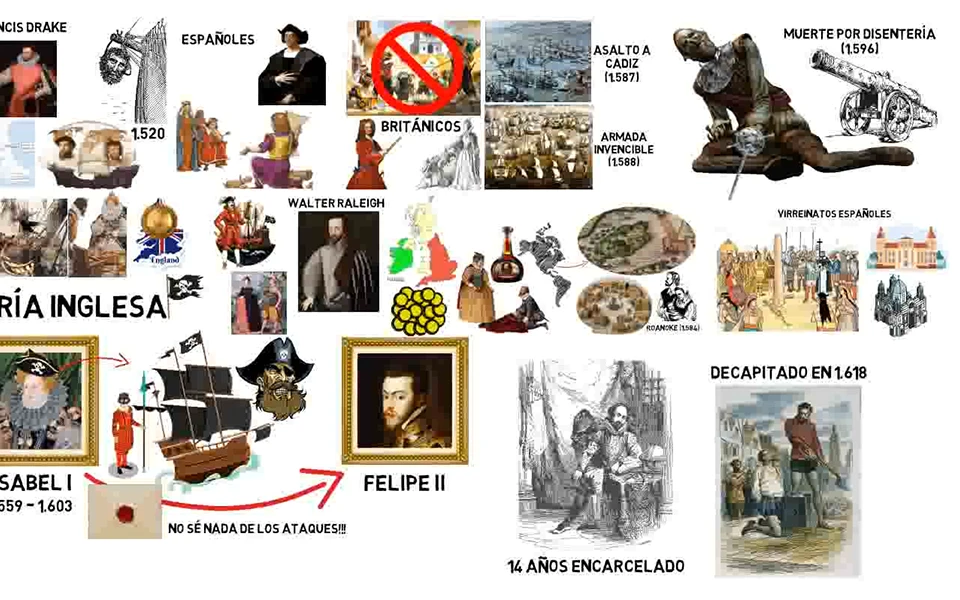 NCIS DRAKE
ESPAÑOLES
1.520
BRITÁNICOS
ASALTO A
CADIZ
(1.587)
ARMADA
INVENCIBLE
(1.588)
MUERTE POR DISENTERÍA
(1.596)
England
WALTER RALEIGH
ROANOKE (1.584)
VIRREINATOS ESPAÑOLES
RÍA INGLESA
SABEL I
559 - 1.603
NO SÉ NADA DE LOS ATAQUES!!!
FELIPE II
14 AÑOS ENCARCELADO
DECAPITADO EN 1.618